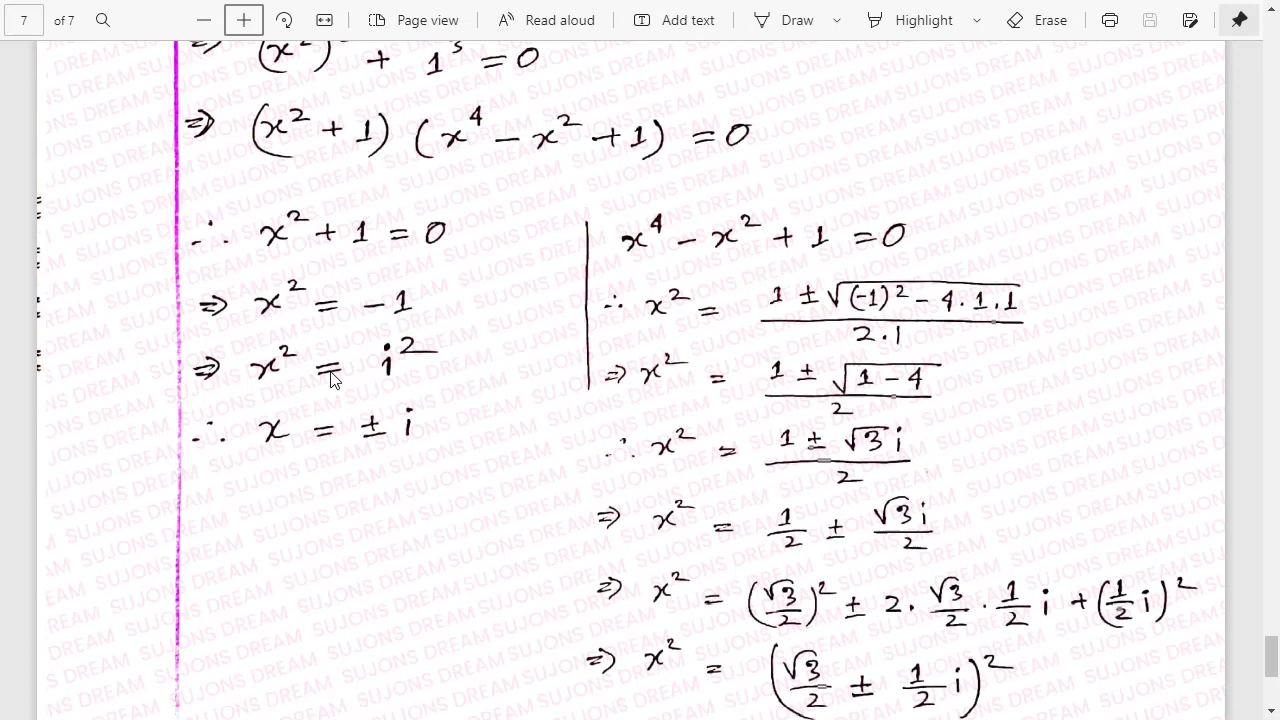 7 of 7 Page view Read aloud Add text Draw Highlight Erase
⇒ (x²) + 1³ = 0
⇒ (x² + 1) (x⁴ − x² + 1) = 0
∴ x² + 1 = 0
⇒ x² = −1
⇒ x² = i²
∴ x = ± i
x⁴ − x² + 1 = 0
∴ x² = (1 ± √((-1)² − 4·1·1)) / (2·1)
⇒ x² = (1 ± √(1 − 4)) / 2
∴ x² = (1 ± √3 i) / 2
⇒ x² = 1/2 ± √3i/2
⇒ x² = (√3/2)² ± 2·√3/2·1/2 i + (1/2 i)²
⇒ x² = (√3/2 ± 1/2 i)²
SUJONS DREAM